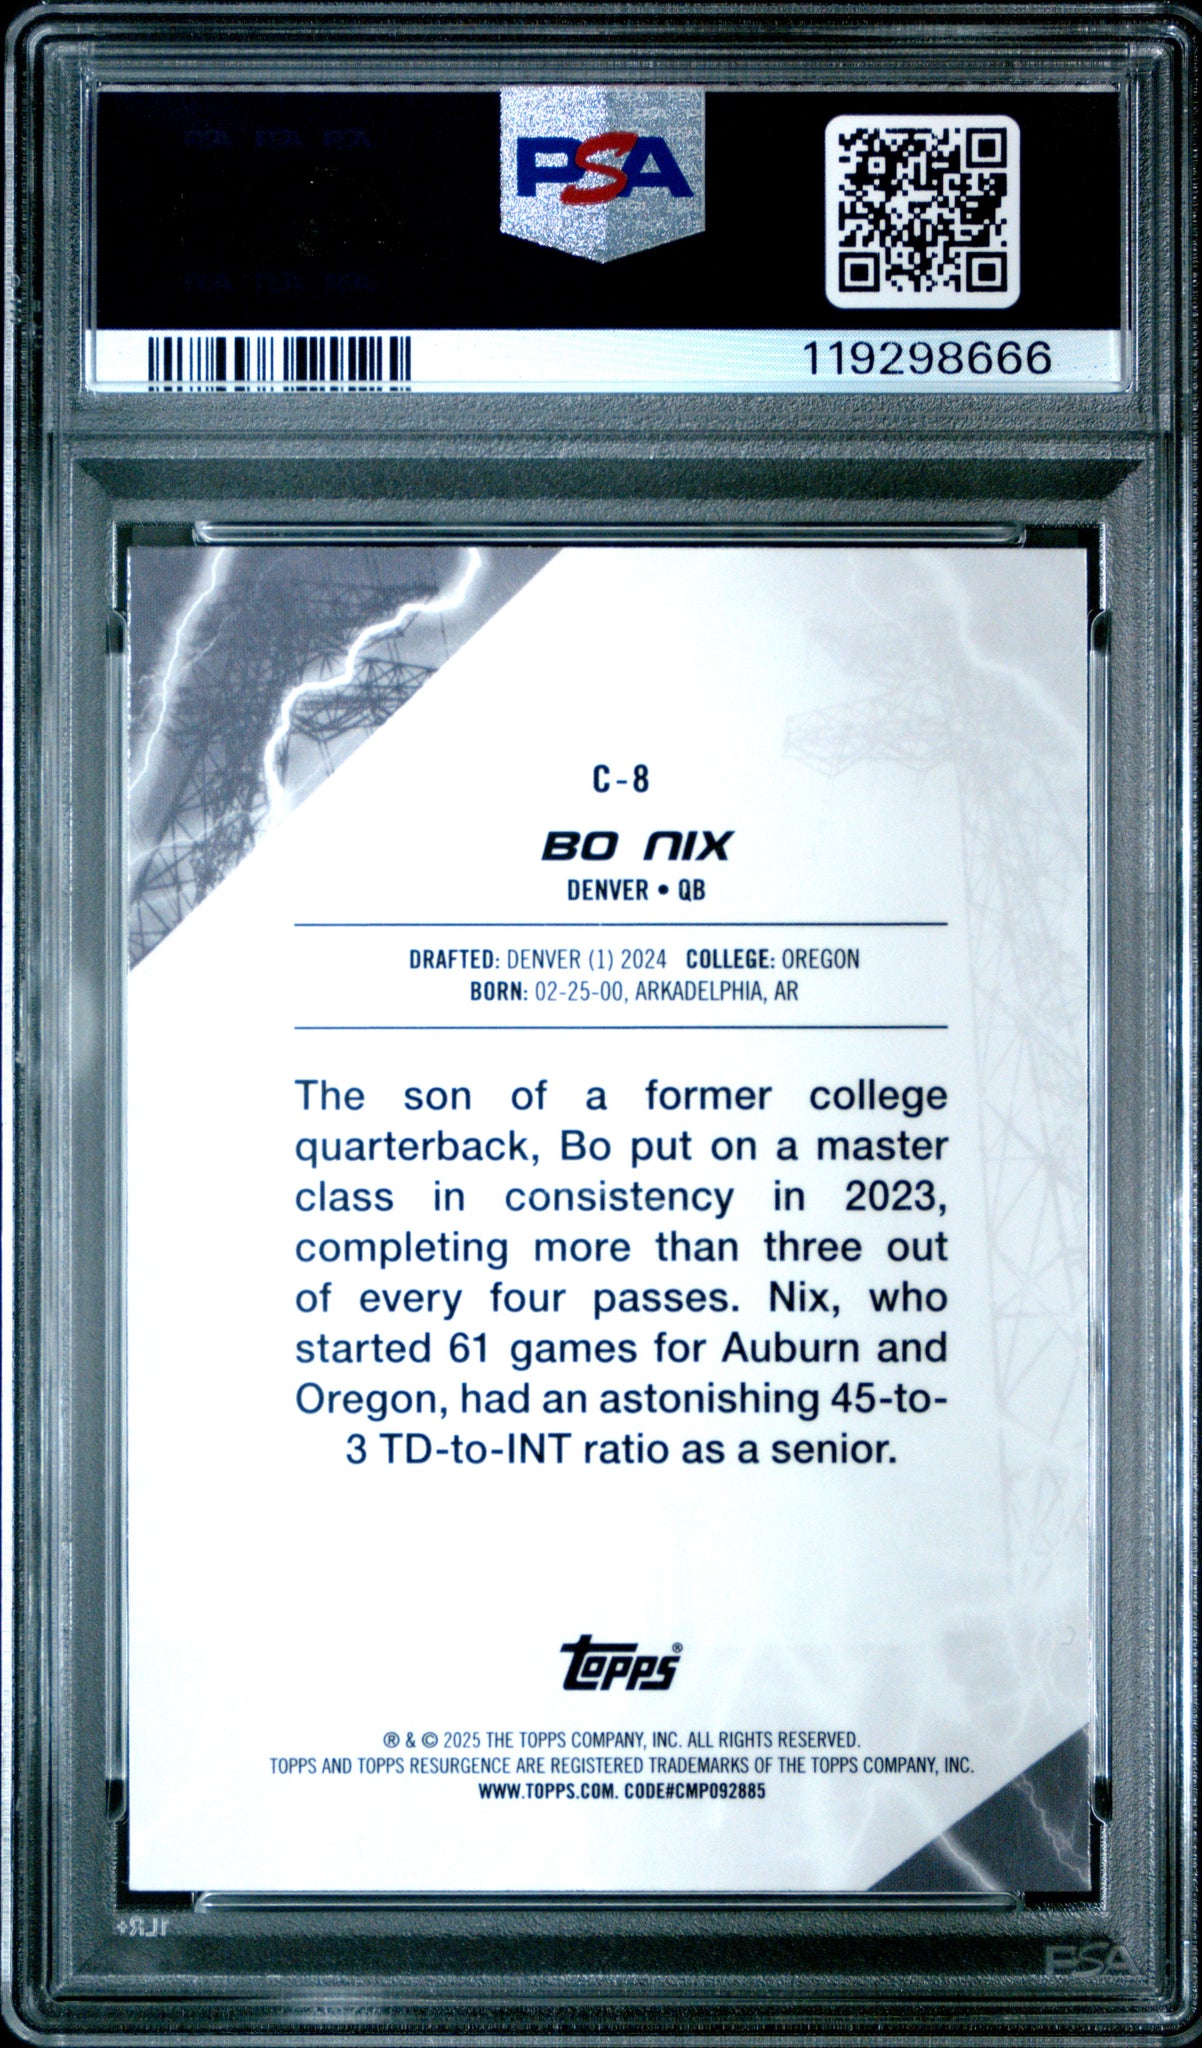 PSA
119298666
C-8
BO NIX
DENVER • QB
DRAFTED: DENVER (1) 2024 COLLEGE: OREGON
BORN: 02-25-00, ARKADELPHIA, AR
The son of a former college
quarterback, Bo put on a master
class in consistency in 2023,
completing more than three out
of every four passes. Nix, who
started 61 games for Auburn and
Oregon, had an astonishing 45-to-
3 TD-to-INT ratio as a senior.
topps®
® & © 2025 THE TOPPS COMPANY, INC. ALL RIGHTS RESERVED.
TOPPS AND TOPPS RESURGENCE ARE REGISTERED TRADEMARKS OF THE TOPPS COMPANY, INC.
WWW.TOPPS.COM. CODE#CMP092885
1LR+
PSA